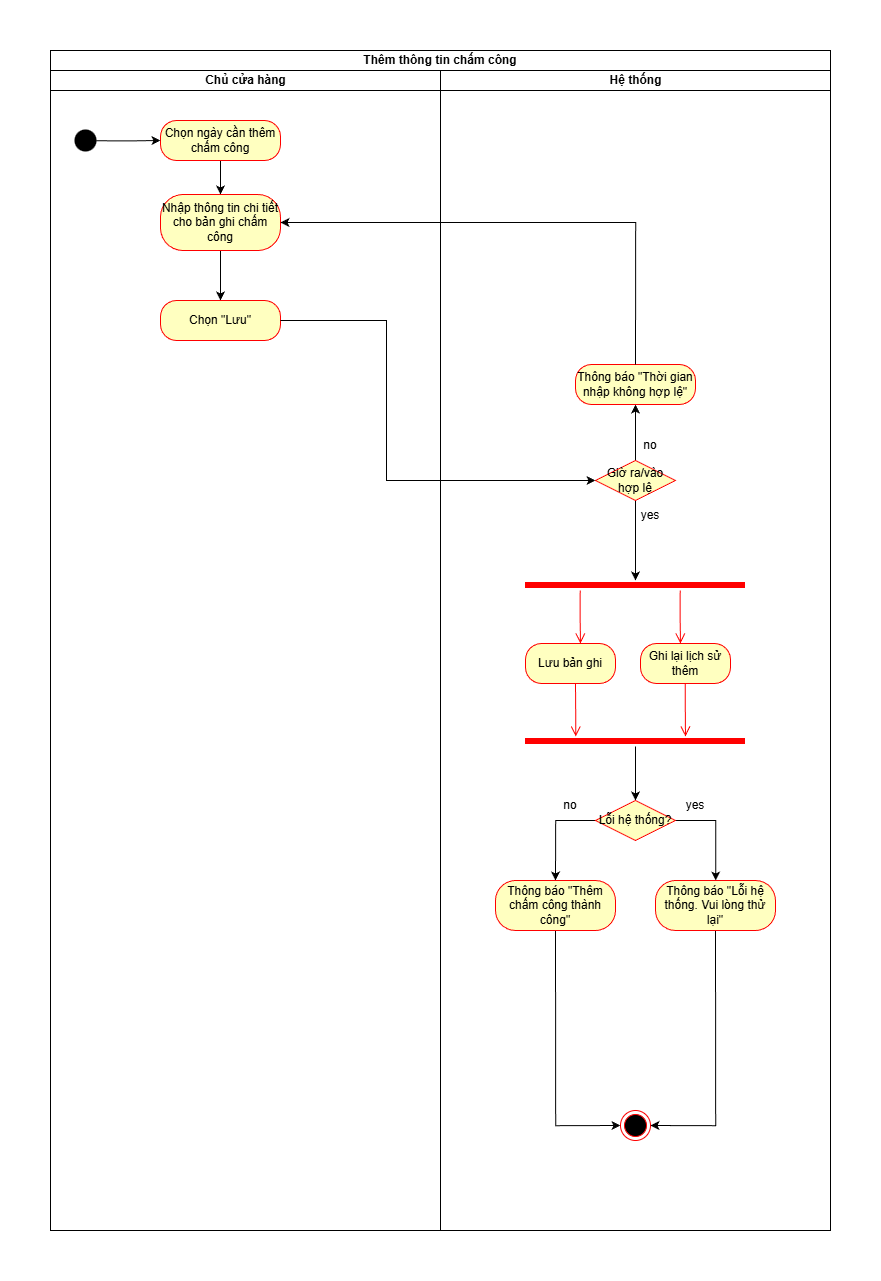 Thêm thông tin chấm công
Chủ cửa hàng
Hệ thống
Chọn ngày cần thêm
chấm công
Nhập thông tin chi tiết
cho bản ghi chấm
công
Chọn "Lưu"
Thông báo "Thời gian
nhập không hợp lệ"
no
Giờ ra/vào
hợp lệ
yes
Lưu bản ghi
Ghi lại lịch sử
thêm
no
yes
Lỗi hệ thống?
Thông báo "Thêm
chấm công thành
công"
Thông báo "Lỗi hệ
thống. Vui lòng thử
lại"